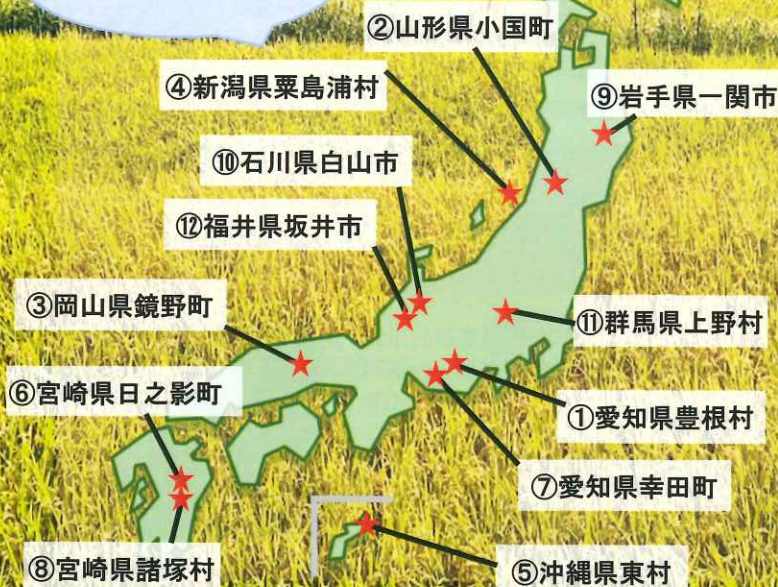 ②山形県小国町
④新潟県粟島浦村
⑨岩手県一関市
⑩石川県白山市
⑫福井県坂井市
③岡山県鏡野町
⑪群馬県上野村
⑥宮崎県日之影町
①愛知県豊根村
⑦愛知県幸田町
⑧宮崎県諸塚村
⑤沖縄県東村